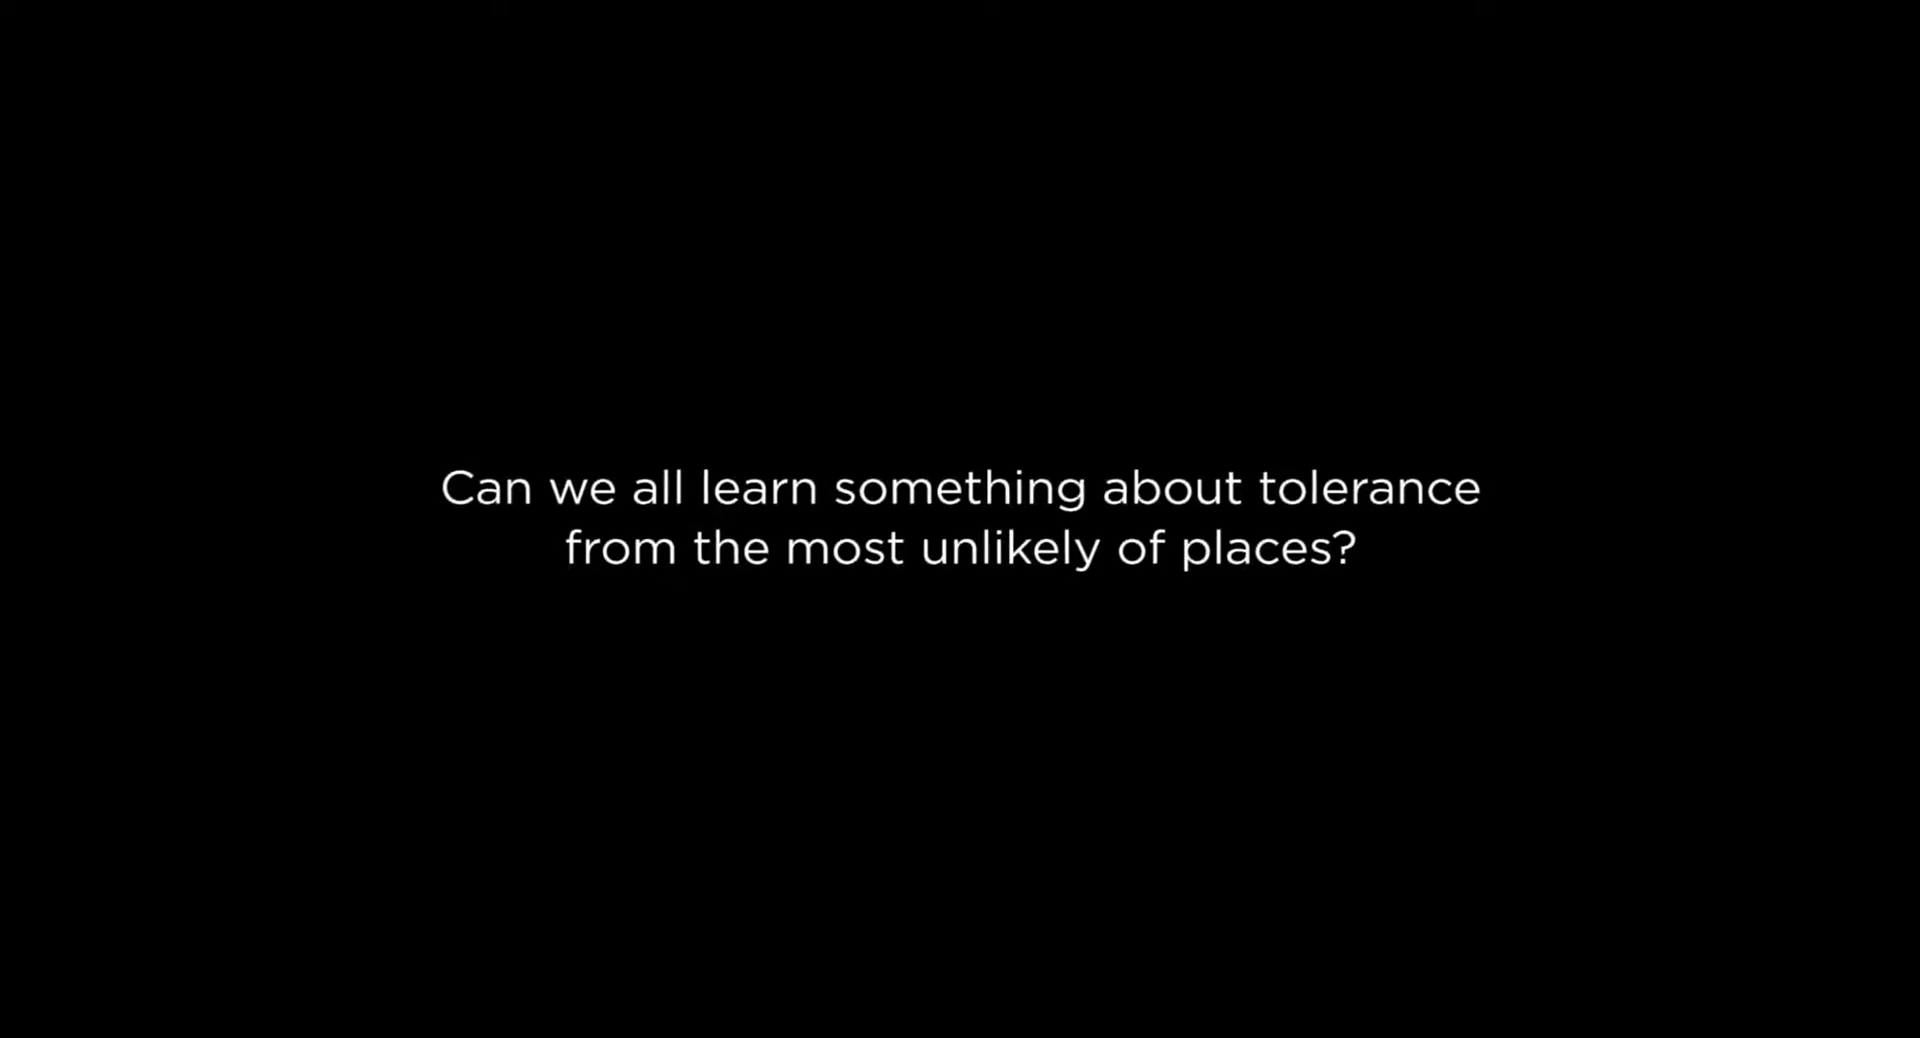 Can we all learn something about tolerance
from the most unlikely of places?